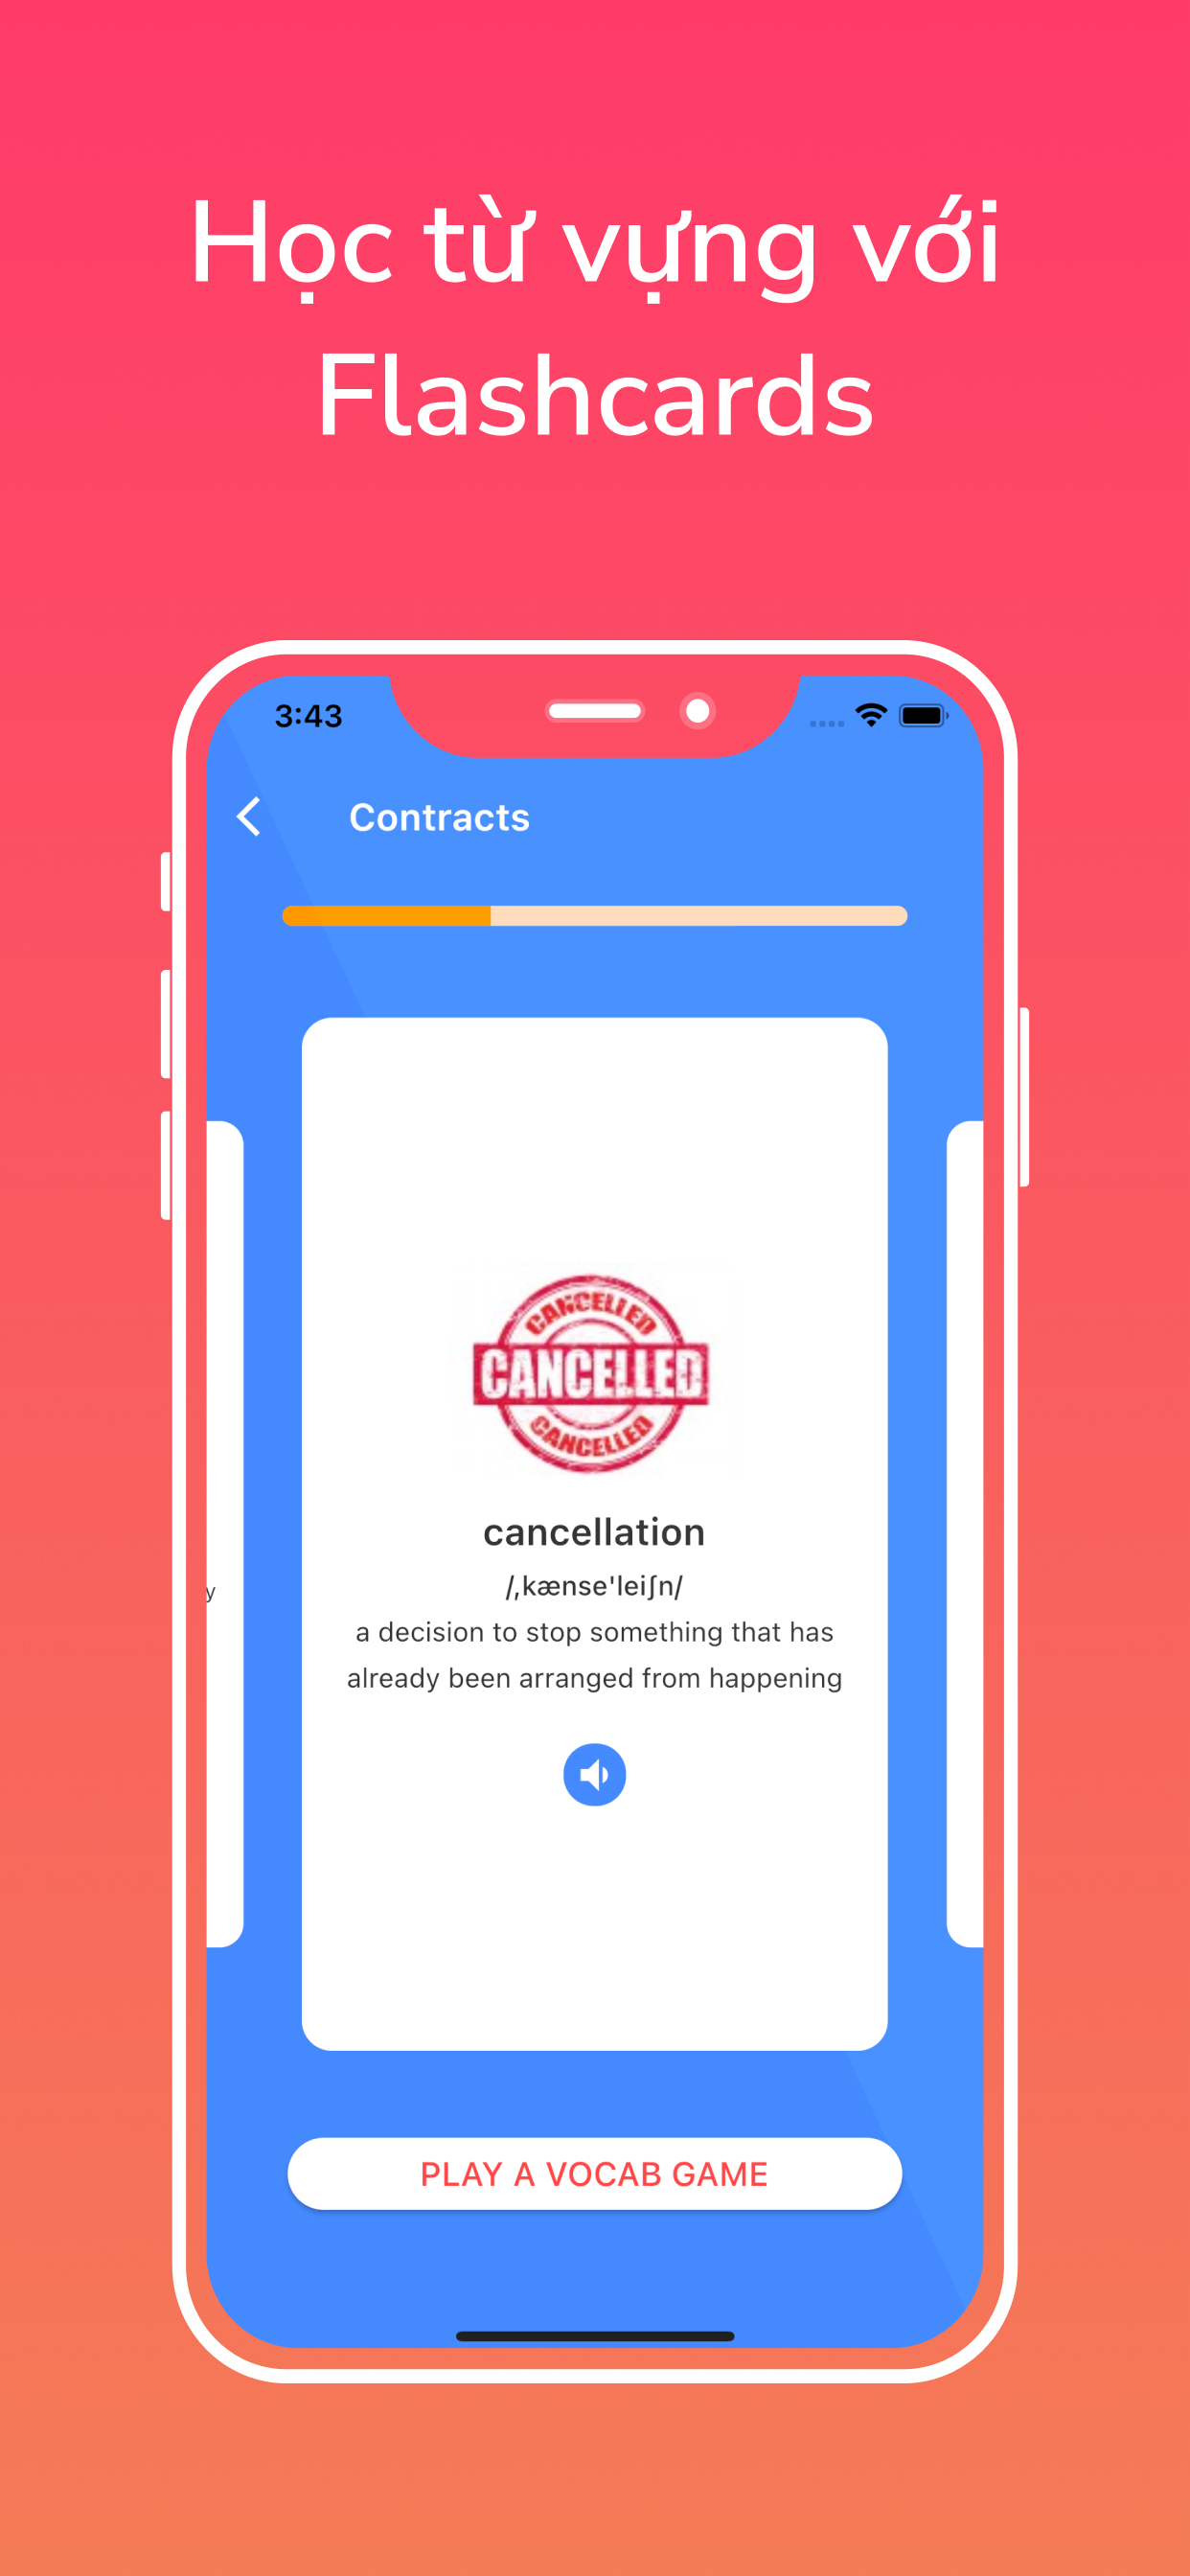 Học từ vựng với
Flashcards
3:43
Contracts
CANCELLED
CANCELLED
CANCELLED
cancellation
/,kænse'leiʃn/
y
a decision to stop something that has
already been arranged from happening
PLAY A VOCAB GAME